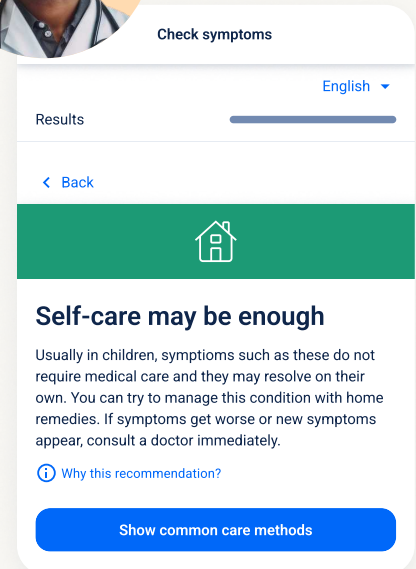 Check symptoms
English
Results
Back
Self-care may be enough
Usually in children, symptioms such as these do not
require medical care and they may resolve on their
own. You can try to manage this condition with home
remedies. If symptoms get worse or new symptoms
appear, consult a doctor immediately.
Why this recommendation?
Show common care methods